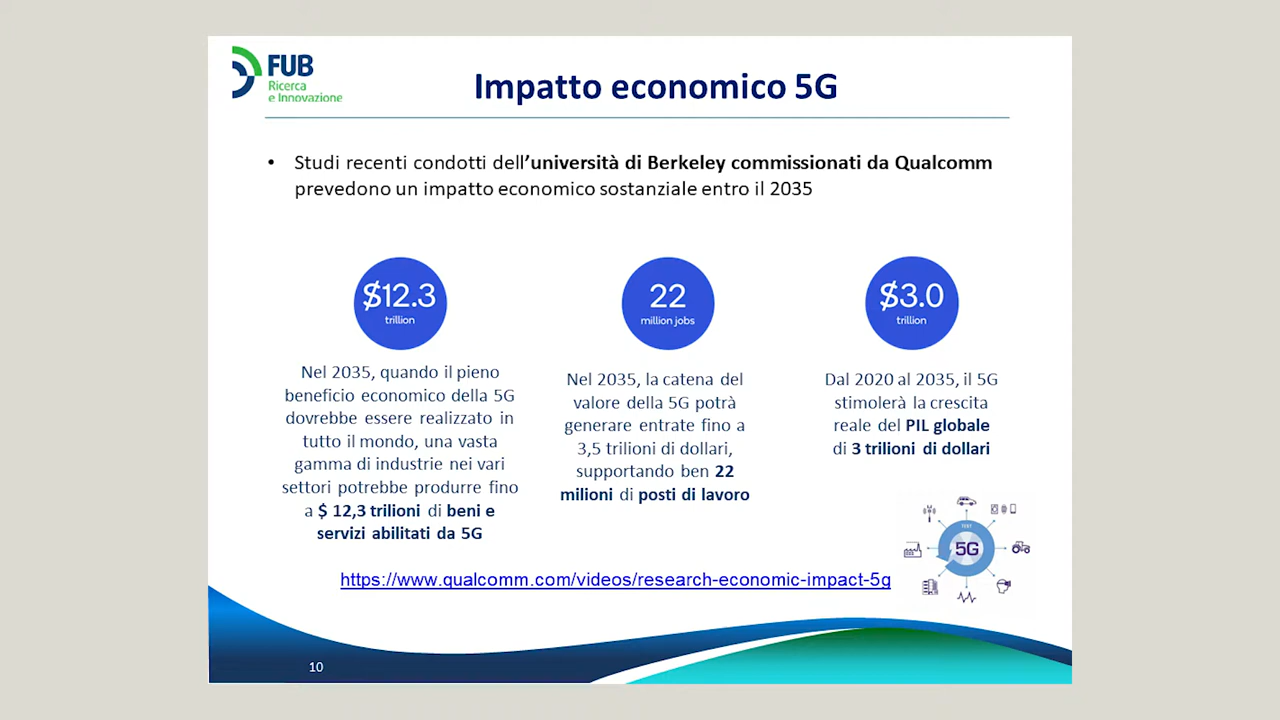 FUB
Ricerca
e Innovazione
Impatto economico 5G
• Studi recenti condotti dell'università di Berkeley commissionati da Qualcomm
prevedono un impatto economico sostanziale entro il 2035
$12.3
trillion
Nel 2035, quando il pieno
beneficio economico della 5G
dovrebbe essere realizzato in
tutto il mondo, una vasta
gamma di industrie nei vari
settori potrebbe produrre fino
a $ 12,3 trilioni di beni e
servizi abilitati da 5G
22
million jobs
Nel 2035, la catena del
valore della 5G potrà
generare entrate fino a
3,5 trilioni di dollari,
supportando ben 22
milioni di posti di lavoro
$3.0
trillion
Dal 2020 al 2035, il 5G
stimolerà la crescita
reale del PIL globale
di 3 trilioni di dollari
TEST
5G
https://www.qualcomm.com/videos/research-economic-impact-5g
10